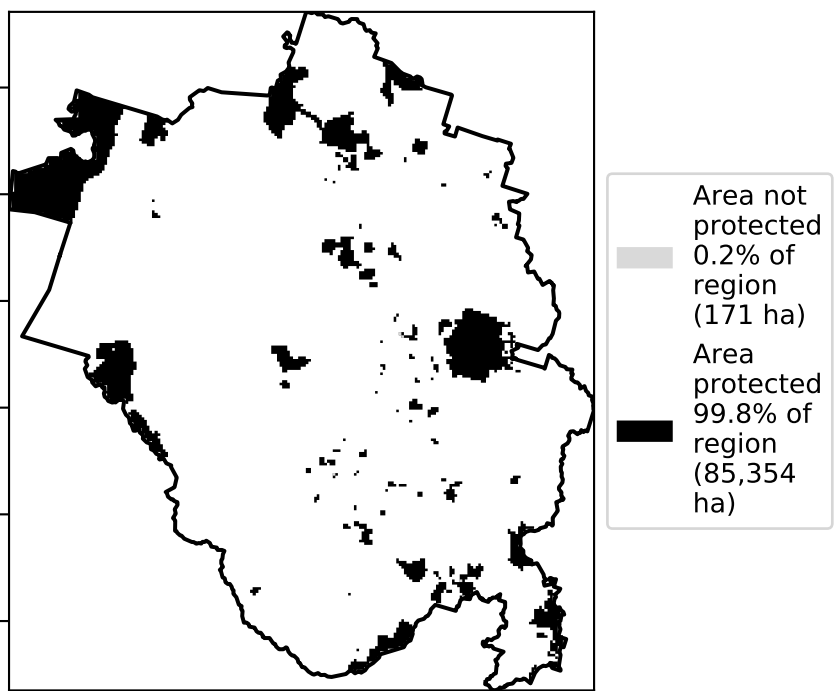 Area not
protected
0.2% of
region
(171 ha)
Area
protected
99.8% of
region
(85,354
ha)